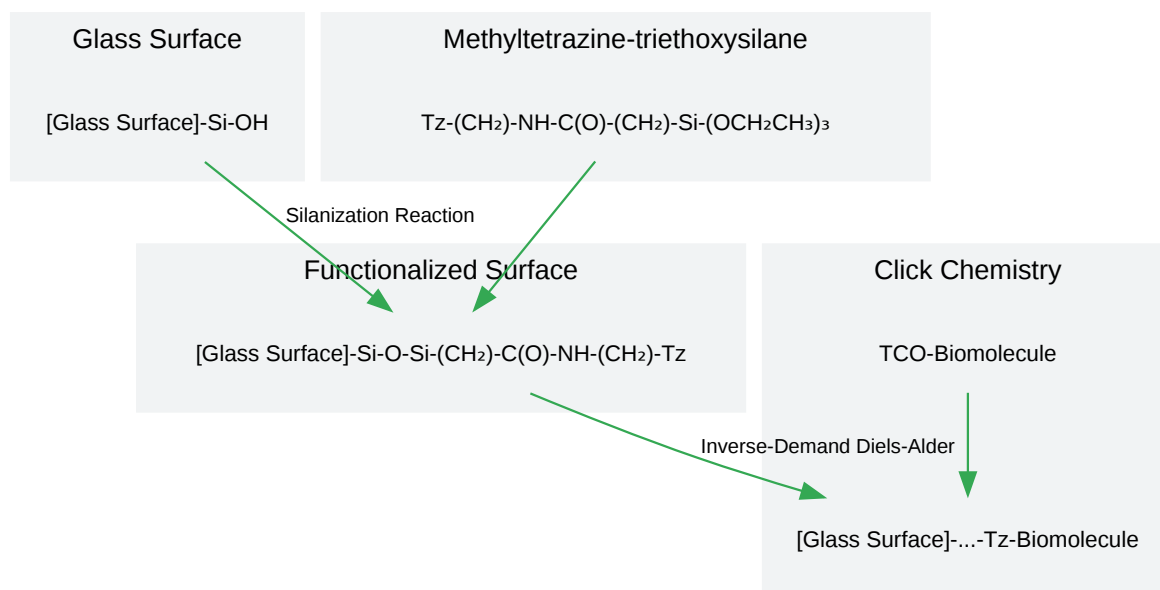 Glass Surface
Methyltetrazine-triethoxysilane
[Glass Surface]-Si-OH
Tz-(CH₂)-NH-C(O)-(CH₂)-Si-(OCH₂CH₃)₃
Silanization Reaction
Functionalized Surface
Click Chemistry
[Glass Surface]-Si-O-Si-(CH₂)-C(O)-NH-(CH₂)-Tz
TCO-Biomolecule
Inverse-Demand Diels-Alder
[Glass Surface]-...-Tz-Biomolecule